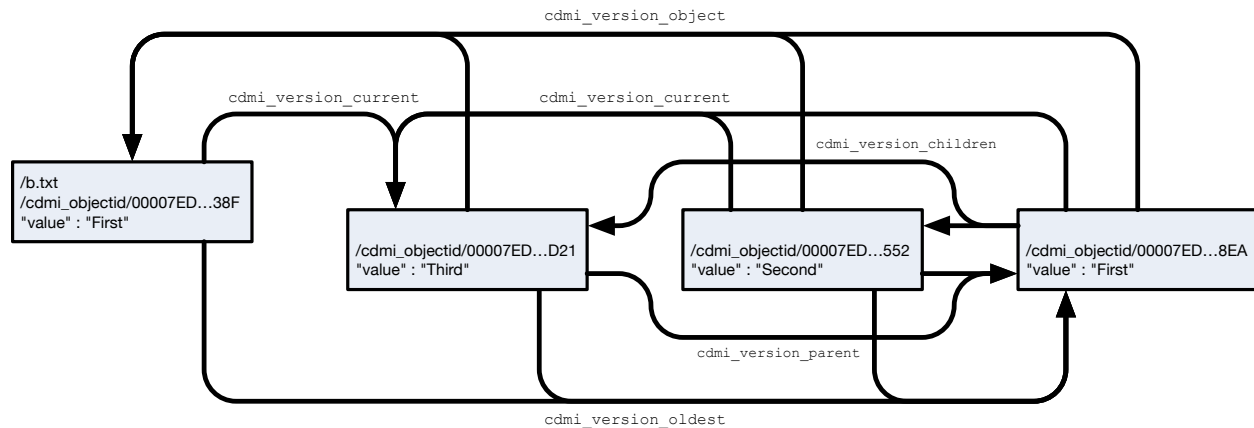 cdmi_version_object
cdmi_version_current
cdmi_version_current
cdmi_version_children
/b.txt
/cdmi_objectid/00007ED…38F
"value" : "First"
/cdmi_objectid/00007ED…D21
"value" : "Third"
/cdmi_objectid/00007ED…552
"value" : "Second"
/cdmi_objectid/00007ED…8EA
"value" : "First"
cdmi_version_parent
cdmi_version_oldest